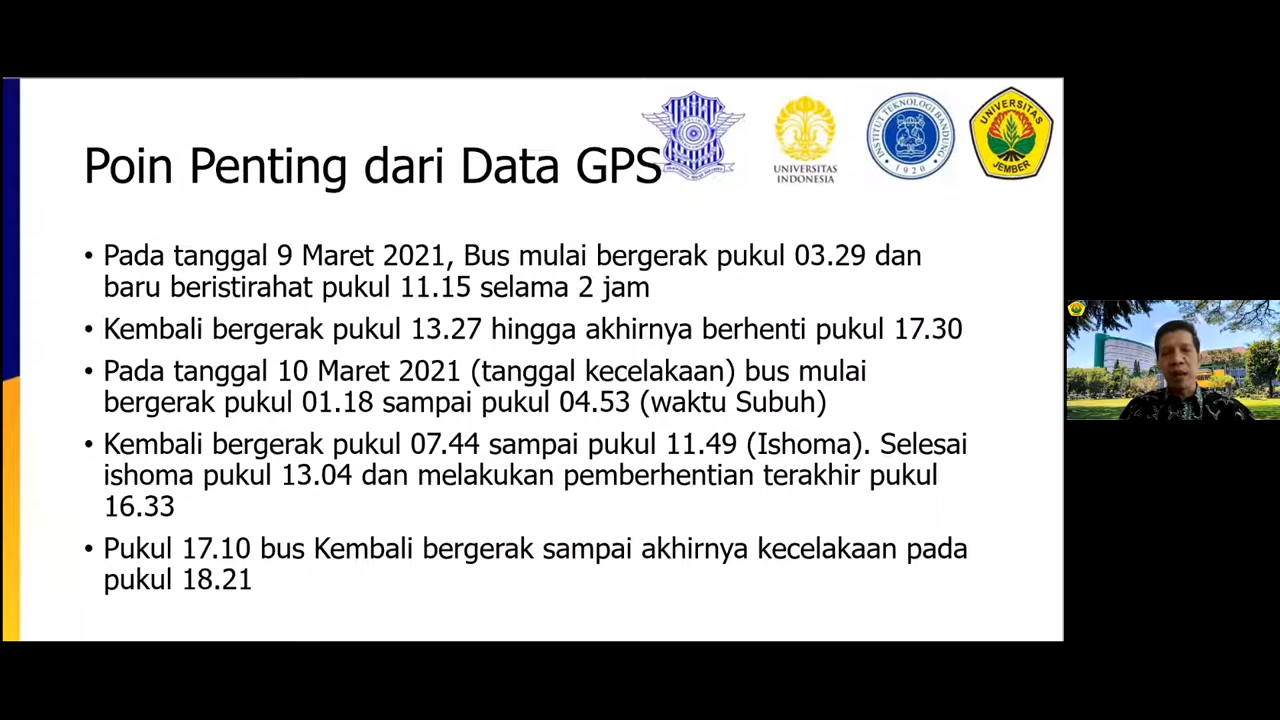 Poin Penting dari Data GPS
UNIVERSITAS
INDONESIA
INSTITUT TEKNOLOGI BANDUNG
1920
UNIVERSITAS
JEMBER
• Pada tanggal 9 Maret 2021, Bus mulai bergerak pukul 03.29 dan
baru beristirahat pukul 11.15 selama 2 jam
• Kembali bergerak pukul 13.27 hingga akhirnya berhenti pukul 17.30
• Pada tanggal 10 Maret 2021 (tanggal kecelakaan) bus mulai
bergerak pukul 01.18 sampai pukul 04.53 (waktu Subuh)
• Kembali bergerak pukul 07.44 sampai pukul 11.49 (Ishoma). Selesai
ishoma pukul 13.04 dan melakukan pemberhentian terakhir pukul
16.33
• Pukul 17.10 bus Kembali bergerak sampai akhirnya kecelakaan pada
pukul 18.21